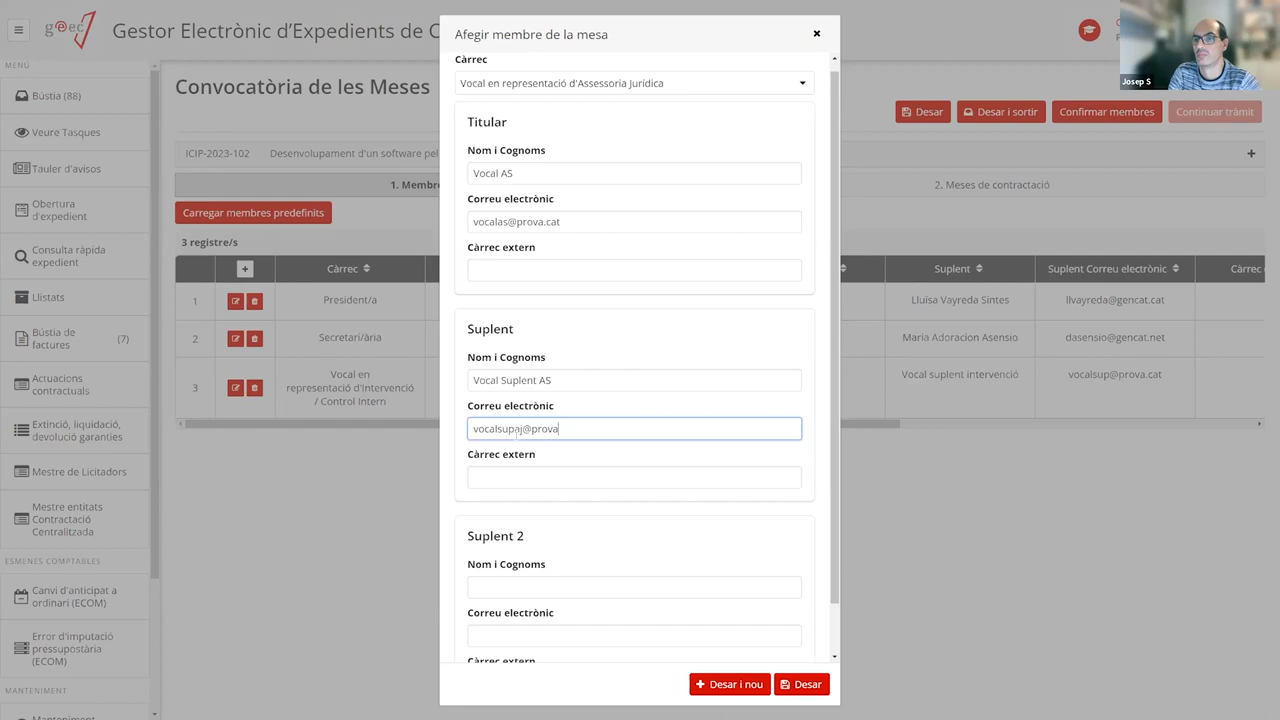 geec
Gestor Electrònic d'Expedients de C
Josep S
MENÚ
Bústia (88)
Veure Tasques
Tauler d'avisos
Obertura
d'expedient
Consulta ràpida
expedient
Llistats
Bústia de
factures
(7)
Actuacions
contractuals
Extinció, liquidació,
devolució garanties
Mestre de Licitadors
Mestre entitats
Contractació
Centralitzada
ESMENES COMPTABLES
Canvi d'anticipat a
ordinari (ECOM)
Error d'imputació
pressupostària
(ECOM)
MANTENIMENT
Manteniment
Convocatòria de les Meses
Desar
Desar i sortir
Confirmar membres
Continuar tràmit
ICIP-2023-102
Desenvolupament d'un software pel
1. Membre
2. Meses de contractació
Carregar membres predefinits
3 registre/s
Càrrec
Suplent
Suplent Correu electrònic
Càrrec
1
President/a
Lluïsa Vayreda Sintes
llvayreda@gencat.cat
2
Secretari/ària
Maria Adoracion Asensio
dasensio@gencat.net
3
Vocal en
representació d'Intervenció
/ Control Intern
Vocal suplent intervenció
vocalsup@prova.cat
Afegir membre de la mesa
Càrrec
Vocal en representació d'Assessoria Jurídica
Titular
Nom i Cognoms
Vocal AS
Correu electrònic
vocalas@prova.cat
Càrrec extern
Suplent
Nom i Cognoms
Vocal Suplent AS
Correu electrònic
vocalsupaj@prova
Càrrec extern
Suplent 2
Nom i Cognoms
Correu electrònic
Càrrec extern
Desar i nou
Desar